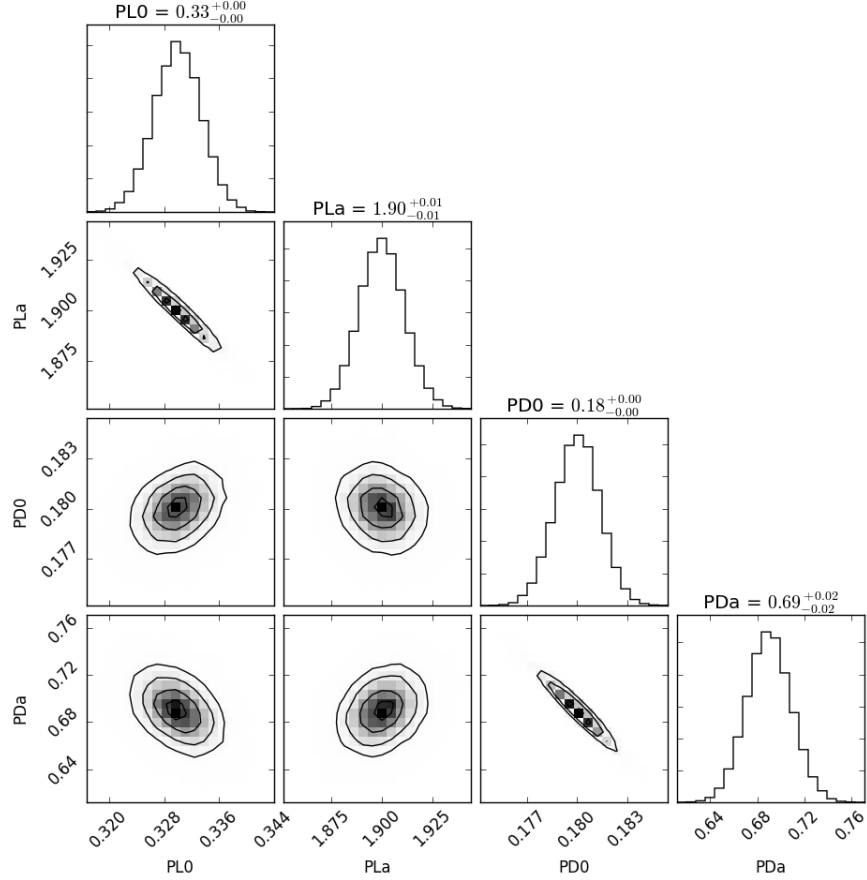 PL0 = 0.33 +0.00 −0.00
PLa = 1.90 +0.01 −0.01
1.925
1.900
1.875
PLa
PD0 = 0.18 +0.00 −0.00
0.183
0.180
0.177
PD0
PDa = 0.69 +0.02 −0.02
0.76
0.72
0.68
0.64
PDa
0.320 0.328 0.336 0.344 1.875 1.900 1.925 0.177 0.180 0.183 0.64 0.68 0.72 0.76
PL0 PLa PD0 PDa